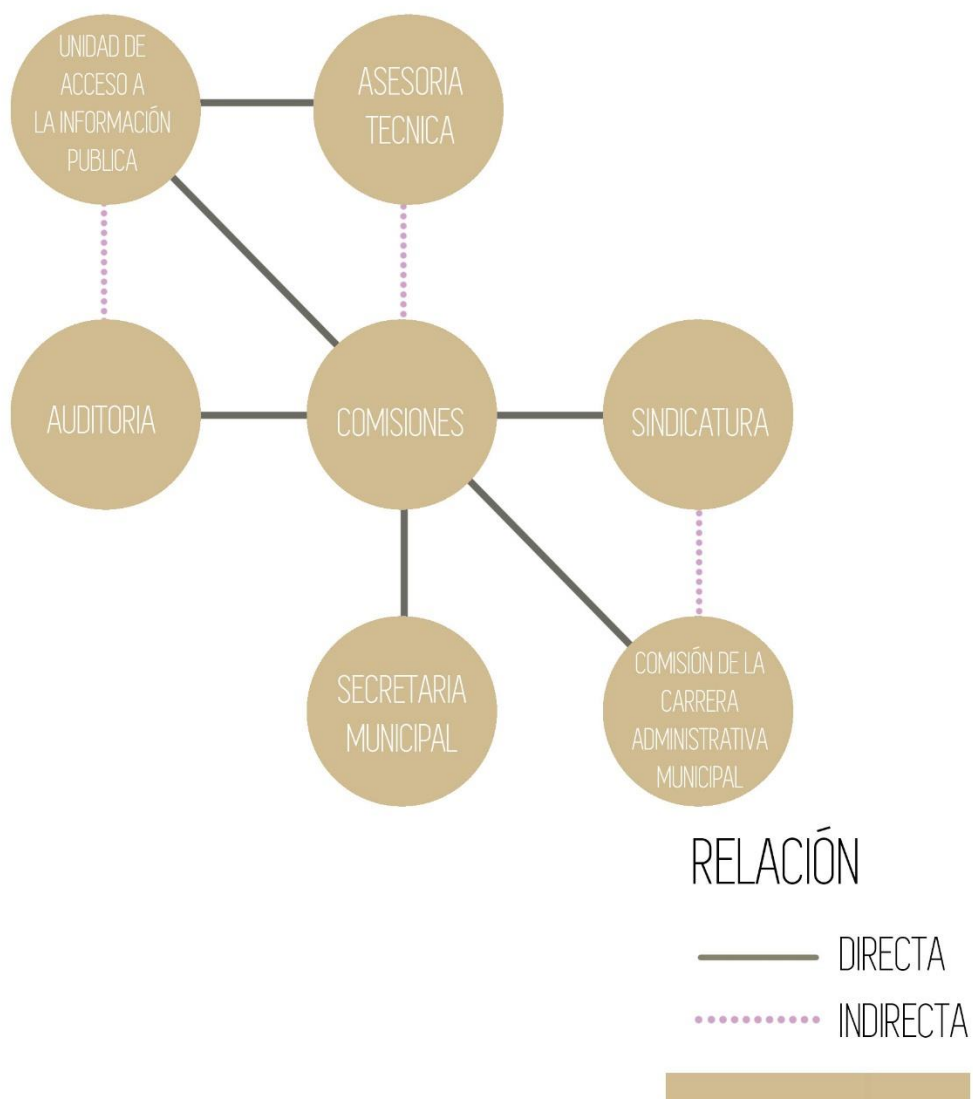 UNIDAD DE
ACCESO A
LA INFORMACIÓN
PUBLICA
ASESORIA
TECNICA
AUDITORIA
COMISIONES
SINDICATURA
SECRETARIA
MUNICIPAL
COMISIÓN DE LA
CARRERA
ADMINISTRATIVA
MUNICIPAL
RELACIÓN
DIRECTA
INDIRECTA